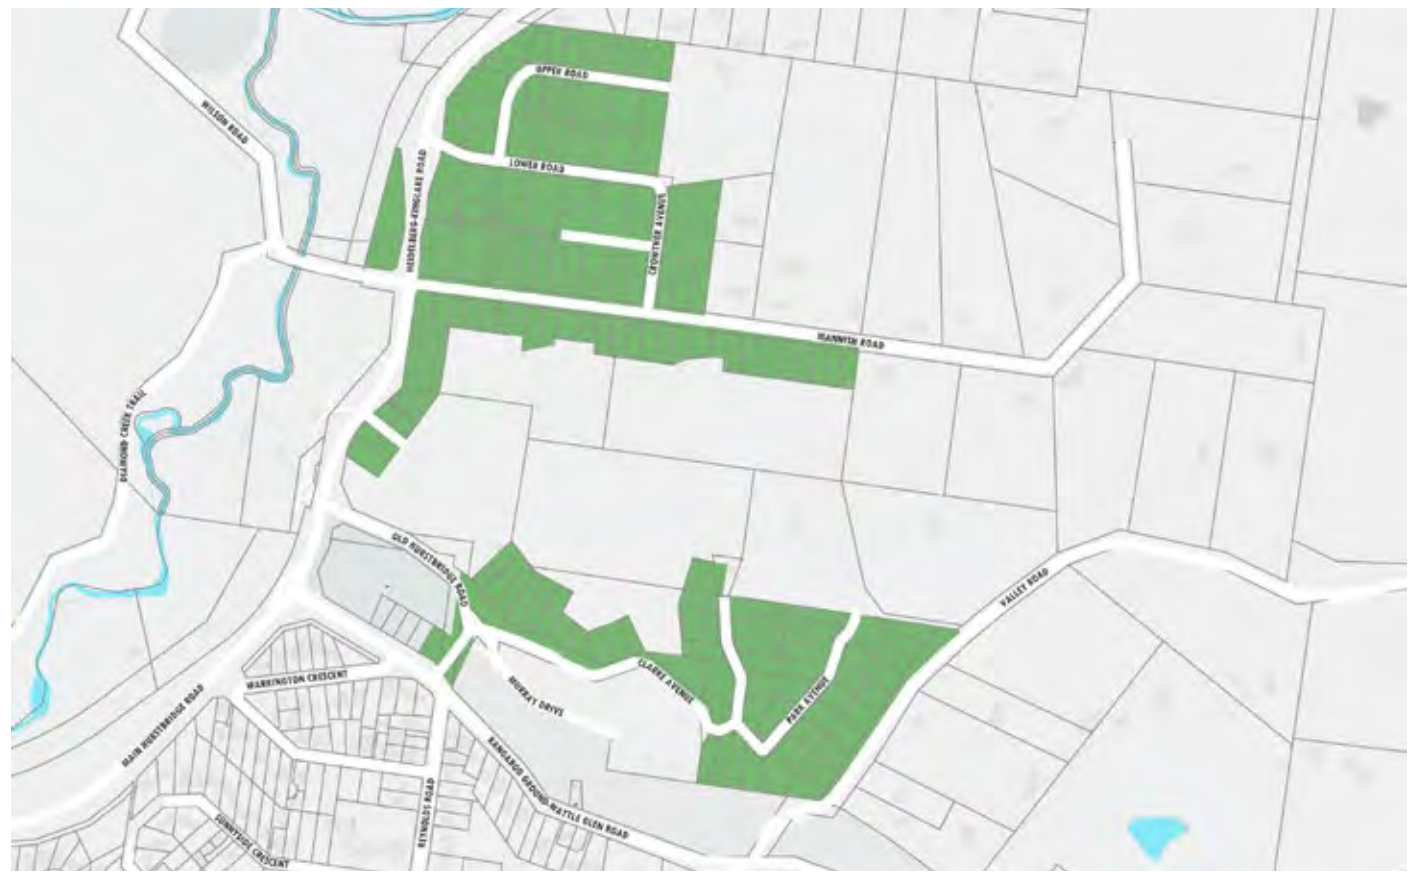 UPPER ROAD
WILSON ROAD
LOWER ROAD
HEIDELBERG-KINGLAKE ROAD
CROWTHER AVENUE
MANNISH ROAD
DIAMOND CREEK TRAIL
OLD HURSTBRIDGE ROAD
VALLEY ROAD
CLARKE AVENUE
WARRINGTON CRESCENT
MURRAY DRIVE
PARK AVENUE
MAIN HURSTBRIDGE ROAD
KANGAROO GROUND-WATTLE GLEN ROAD
REYNOLDS ROAD
SUNNYSIDE CRESCENT